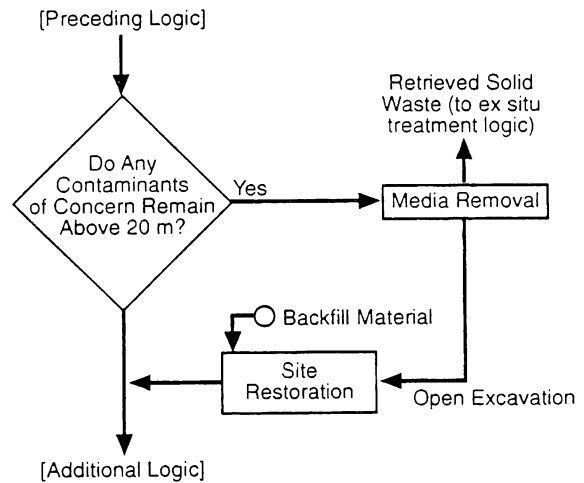 [Preceding Logic]
Retrieved Solid
Waste (to ex situ
treatment logic)
Do Any
Contaminants
of Concern Remain
Above 20 m?
Yes
Media Removal
Backfill Material
Site
Restoration
Open Excavation
[Additional Logic]